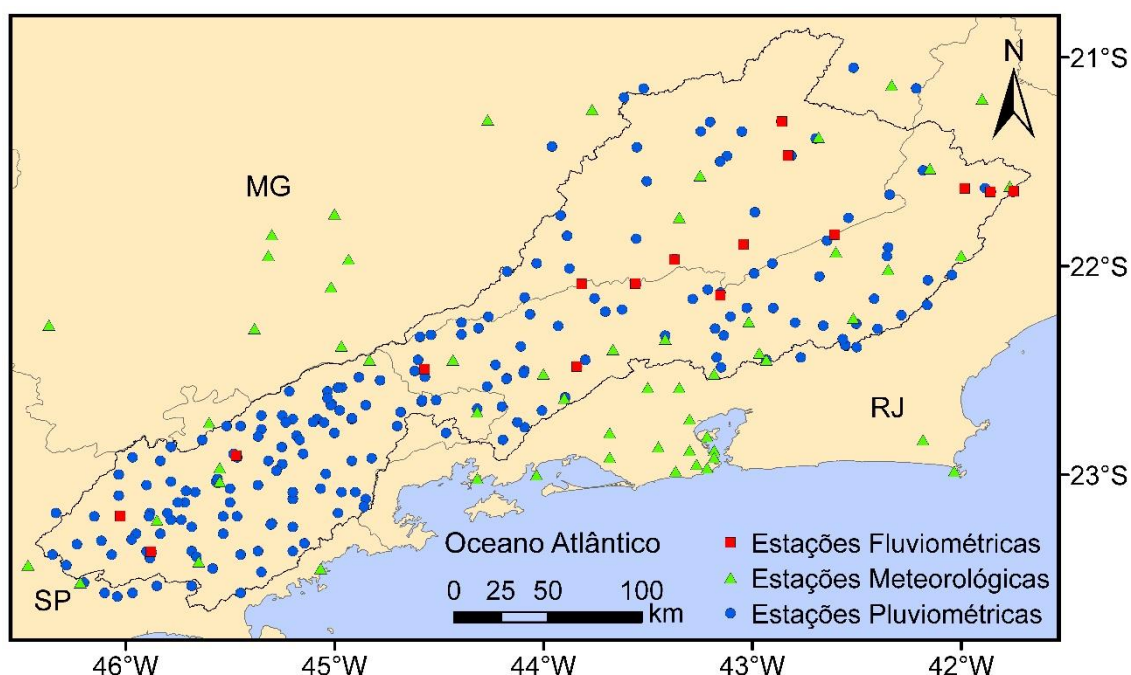 N
21°S
MG
22°S
RJ
23°S
Oceano Atlântico
0 25 50 100
km
Estações Fluviométricas
Estações Meteorológicas
Estações Pluviométricas
SP
46°W 45°W 44°W 43°W 42°W